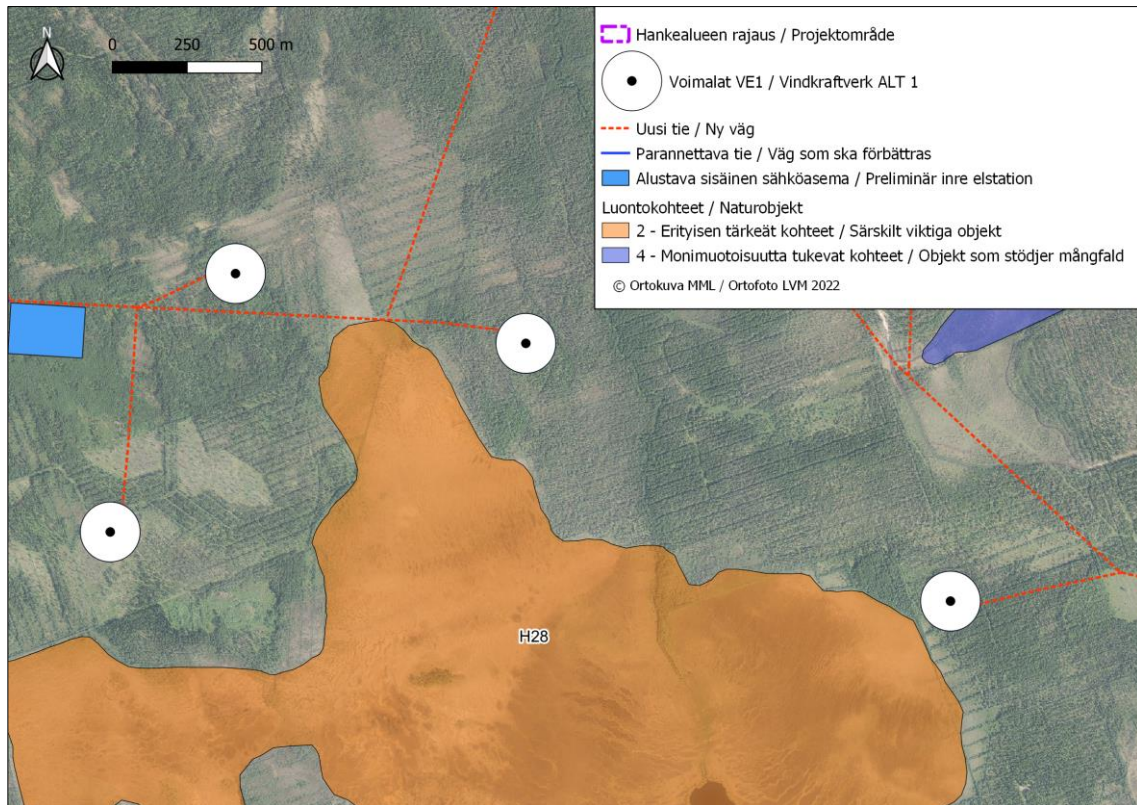 N
0 250 500 m
Hankealueen rajaus / Projektområde
Voimalat VE1 / Vindkraftverk ALT 1
Uusi tie / Ny väg
Parannettava tie / Väg som ska förbättras
Alustava sisäinen sähköasema / Preliminär inre elstation
Luontokohteet / Naturobjekt
2 - Erityisen tärkeät kohteet / Särskilt viktiga objekt
4 - Monimuotoisuutta tukevat kohteet / Objekt som stödjer mångfald
© Ortokuva MML / Ortofoto LVM 2022
H28